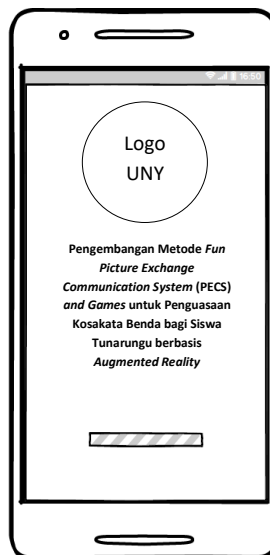 16:50
Logo
UNY
Pengembangan Metode Fun
Picture Exchange
Communication System (PECS)
and Games untuk Penguasaan
Kosakata Benda bagi Siswa
Tunarungu berbasis
Augmented Reality